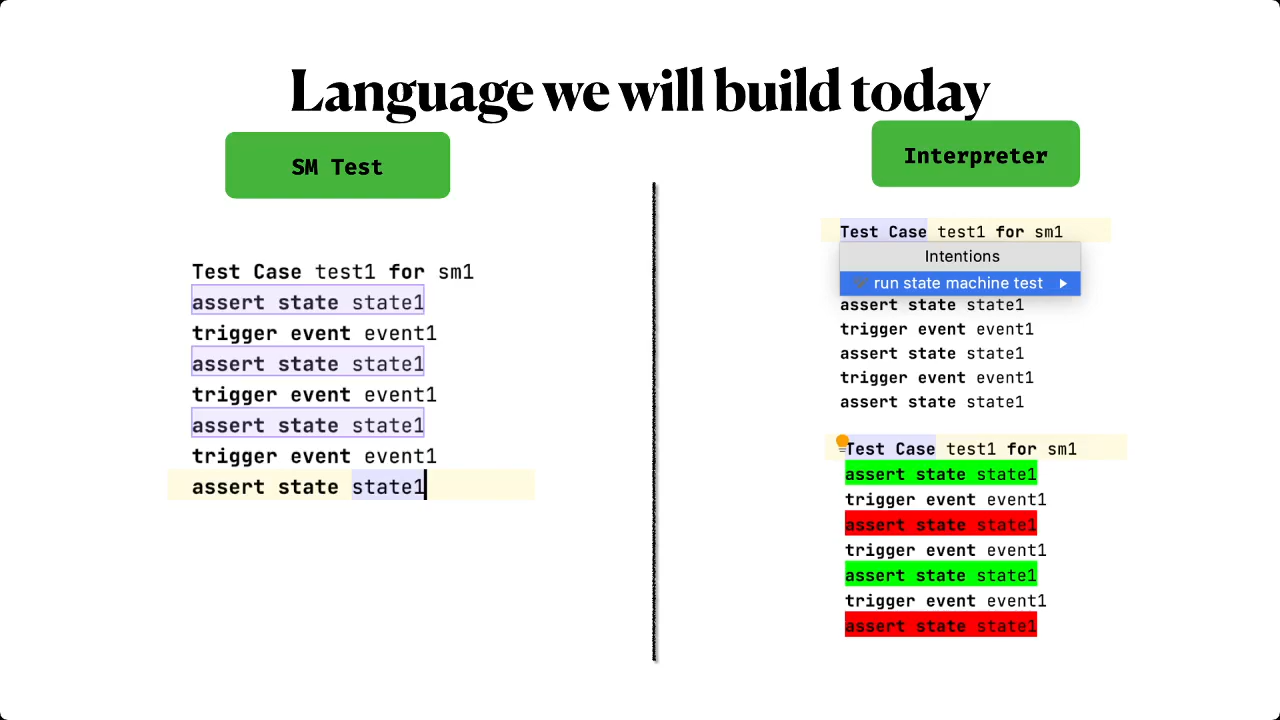 Language we will build today
SM Test
Test Case test1 for sm1
assert state state1
trigger event event1
assert state state1
trigger event event1
assert state state1
trigger event event1
assert state state1
Interpreter
Test Case test1 for sm1
Intentions
run state machine test
assert state state1
trigger event event1
assert state state1
trigger event event1
assert state state1
Test Case test1 for sm1
assert state state1
trigger event event1
assert state state1
trigger event event1
assert state state1
trigger event event1
assert state state1